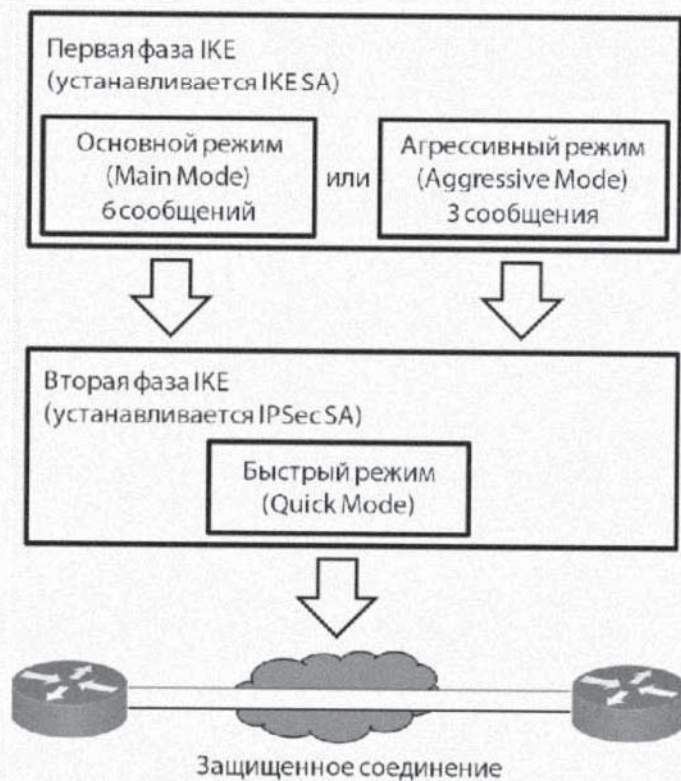 Первая фаза IKE
(устанавливается IKE SA)
Основной режим
(Main Mode)
6 сообщений
или
Агрессивный режим
(Aggressive Mode)
3 сообщения
Вторая фаза IKE
(устанавливается IPSec SA)
Быстрый режим
(Quick Mode)
Защищенное соединение